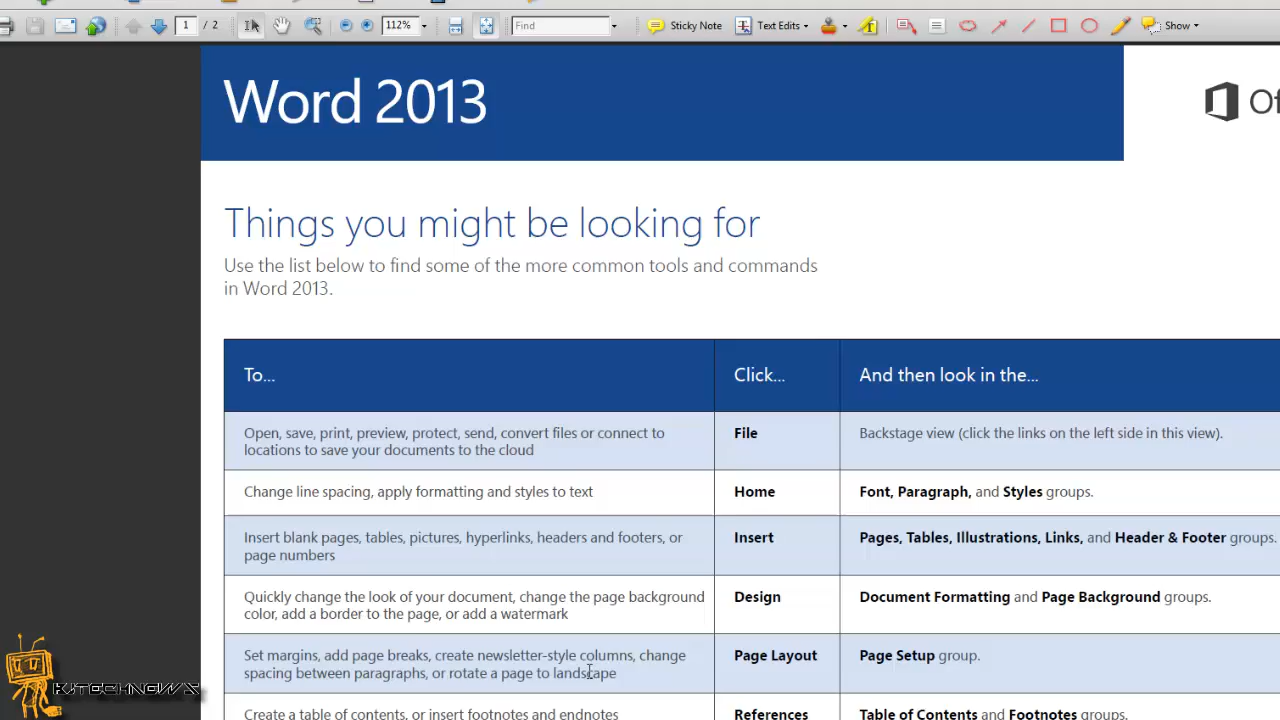 1 / 2
112%
Find
Sticky Note
Text Edits
Show
Word 2013
Things you might be looking for
Use the list below to find some of the more common tools and commands
in Word 2013.
To...
Click...
And then look in the...
Open, save, print, preview, protect, send, convert files or connect to
locations to save your documents to the cloud
File
Backstage view (click the links on the left side in this view).
Change line spacing, apply formatting and styles to text
Home
Font, Paragraph, and Styles groups.
Insert blank pages, tables, pictures, hyperlinks, headers and footers, or
page numbers
Insert
Pages, Tables, Illustrations, Links, and Header & Footer groups.
Quickly change the look of your document, change the page background
color, add a border to the page, or add a watermark
Design
Document Formatting and Page Background groups.
Set margins, add page breaks, create newsletter-style columns, change
spacing between paragraphs, or rotate a page to landscape
Page Layout
Page Setup group.
Create a table of contents, or insert footnotes and endnotes
References
Table of Contents and Footnotes groups.